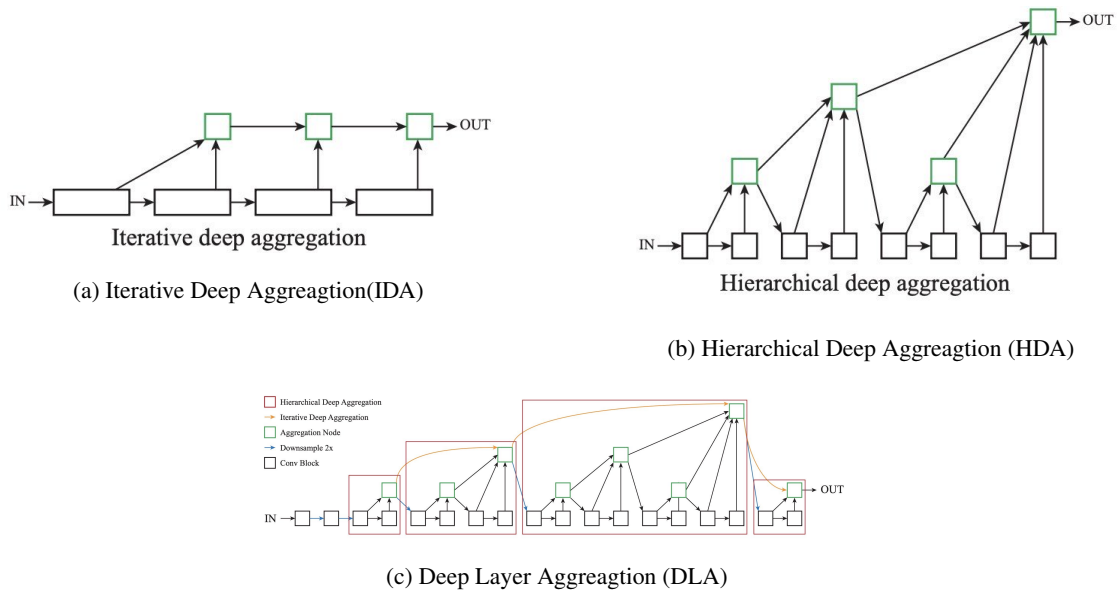 IN
OUT
Iterative deep aggregation
(a) Iterative Deep Aggreagtion(IDA)
OUT
IN
Hierarchical deep aggregation
(b) Hierarchical Deep Aggreagtion (HDA)
Hierarchical Deep Aggregation
Iterative Deep Aggregation
Aggregation Node
Downsample 2x
Conv Block
IN
OUT
(c) Deep Layer Aggreagtion (DLA)